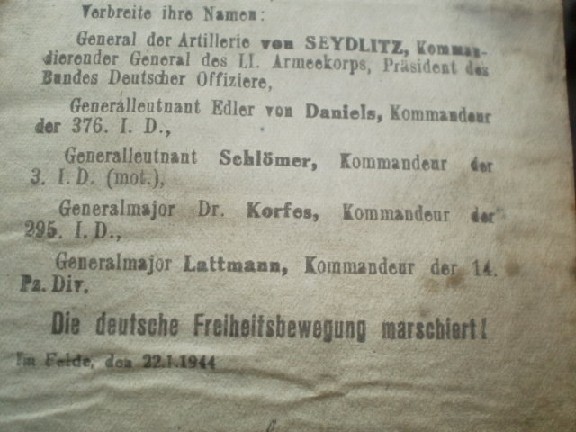 Verbreite ihre Namen:
General der Artillerie von SEYDLITZ, Komman-
dierender General des LI. Armeekorps, Präsident des
Bundes Deutscher Offiziere,
Generalleutnant Edler von Daniels, Kommandeur
der 376. I. D.,
Generalleutnant Schlömer, Kommandeur der
3. I. D. (mot.),
Generalmajor Dr. Korfes, Kommandeur der
295. I. D.,
Generalmajor Lattmann, Kommandeur der 14.
Pz. Div.
Die deutsche Freiheitsbewegung marschiert!
Im Felde, den 22.I.1944